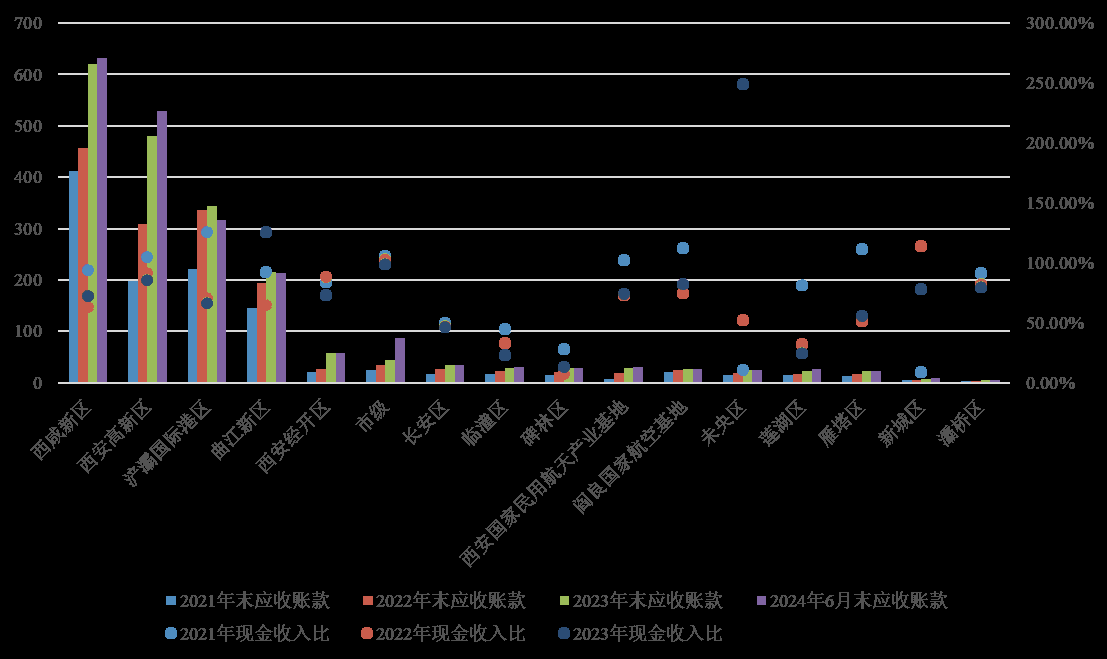 700
600
500
400
300
200
100
0
300.00%
250.00%
200.00%
150.00%
100.00%
50.00%
0.00%
西咸新区
西安高新区
浐灞国际港
曲江新区
西安经开区
市级
长安区
临潼区
碑林区
西安国家民用航天产业基地
阎良国家航空基地
未央区
莲湖区
雁塔区
新城区
灞桥区
2021年末应收账款 2022年末应收账款 2023年末应收账款 2024年6月末应收账款
2021年现金收入比 2022年现金收入比 2023年现金收入比